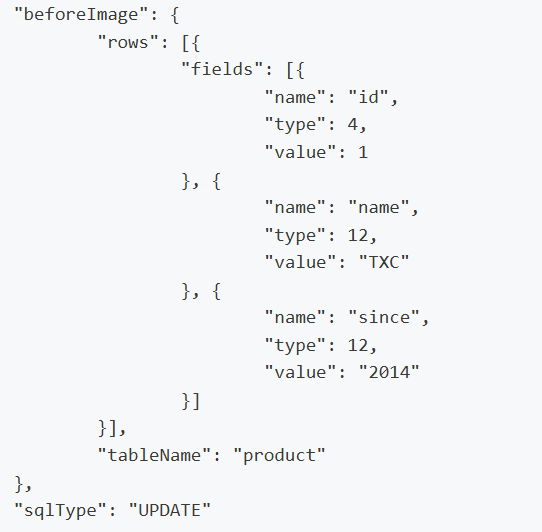 "beforeImage": {
"rows": [{
"fields": [{
"name": "id",
"type": 4,
"value": 1
}, {
"name": "name",
"type": 12,
"value": "TXC"
}, {
"name": "since",
"type": 12,
"value": "2014"
}]
}],
"tableName": "product"
},
"sqlType": "UPDATE"